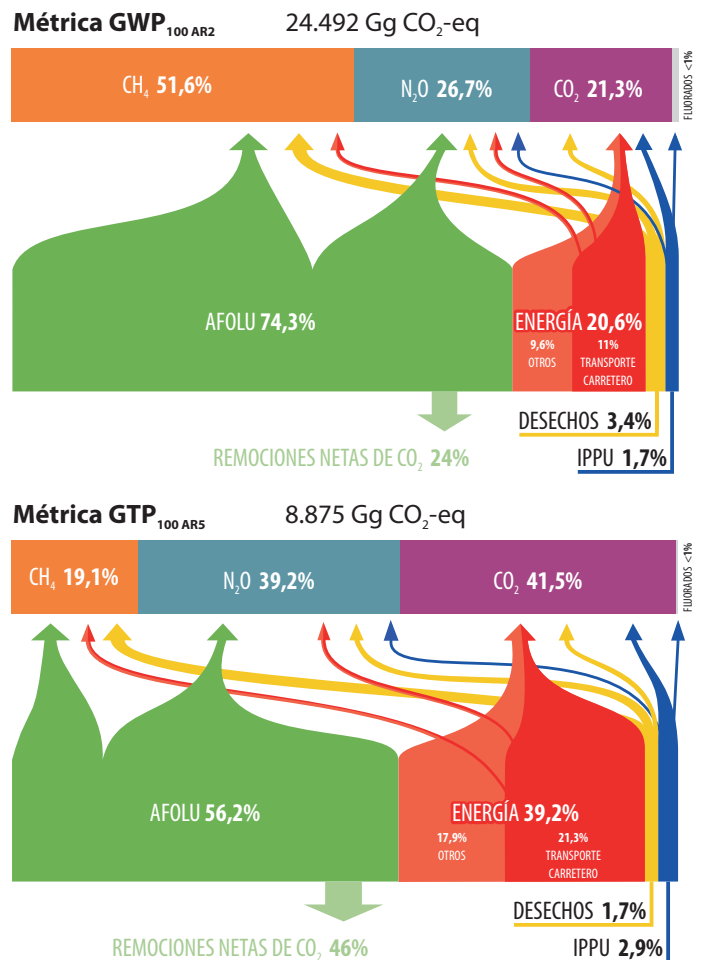 Métrica GWP100 AR2 24.492 Gg CO2-eq
CH4 51,6%
N2O 26,7%
CO2 21,3%
FLUORADOS <1%
AFOLU 74,3%
ENERGÍA 20,6%
9,6%
OTROS
11%
TRANSPORTE
CARRETERO
DESECHOS 3,4%
REMOCIONES NETAS DE CO2 24%
IPPU 1,7%
Métrica GTP100 AR5 8.875 Gg CO2-eq
CH4 19,1%
N2O 39,2%
CO2 41,5%
FLUORADOS <1%
AFOLU 56,2%
ENERGÍA 39,2%
17,9%
OTROS
21,3%
TRANSPORTE
CARRETERO
DESECHOS 1,7%
REMOCIONES NETAS DE CO2 46%
IPPU 2,9%